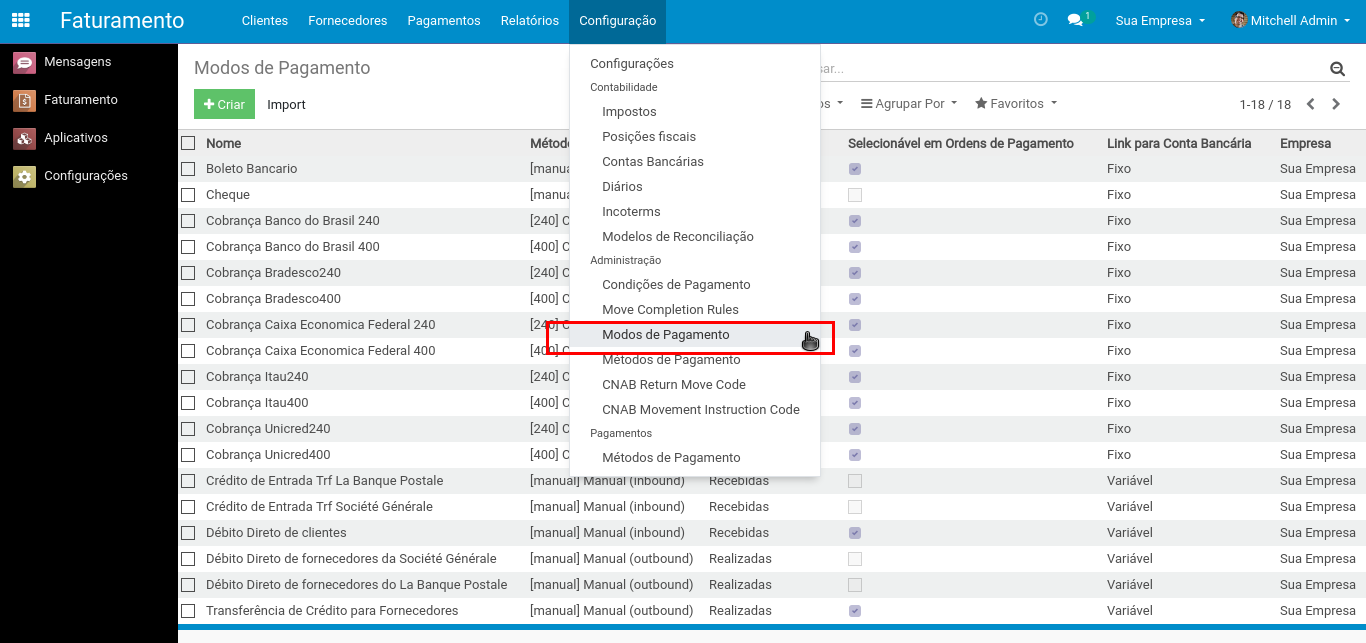 Faturamento Clientes Fornecedores Pagamentos Relatórios Configuração 1 Sua Empresa Mitchell Admin
Mensagens
Faturamento
Aplicativos
Configurações
Modos de Pagamento
Criar Import
Agrupar Por Favoritos 1-18 / 18
Configurações
Contabilidade
Impostos
Posições fiscais
Contas Bancárias
Diários
Incoterms
Modelos de Reconciliação
Administração
Condições de Pagamento
Move Completion Rules
Modos de Pagamento
Métodos de Pagamento
CNAB Return Move Code
CNAB Movement Instruction Code
Pagamentos
Métodos de Pagamento
Nome Selecionável em Ordens de Pagamento Link para Conta Bancária Empresa
Boleto Bancario Fixo Sua Empresa
Cheque Fixo Sua Empresa
Cobrança Banco do Brasil 240 [240] Fixo Sua Empresa
Cobrança Banco do Brasil 400 [400] Fixo Sua Empresa
Cobrança Bradesco240 [240] Fixo Sua Empresa
Cobrança Bradesco400 [400] Fixo Sua Empresa
Cobrança Caixa Economica Federal 240 [240] Fixo Sua Empresa
Cobrança Caixa Economica Federal 400 [400] Fixo Sua Empresa
Cobrança Itau240 [240] Fixo Sua Empresa
Cobrança Itau400 [400] Fixo Sua Empresa
Cobrança Unicred240 [240] Fixo Sua Empresa
Cobrança Unicred400 [400] Fixo Sua Empresa
Crédito de Entrada Trf La Banque Postale [manual] Manual (inbound) Recebidas Variável Sua Empresa
Crédito de Entrada Trf Société Générale [manual] Manual (inbound) Recebidas Variável Sua Empresa
Débito Direto de clientes [manual] Manual (inbound) Recebidas Variável Sua Empresa
Débito Direto de fornecedores da Société Générale [manual] Manual (outbound) Realizadas Variável Sua Empresa
Débito Direto de fornecedores do La Banque Postale [manual] Manual (outbound) Realizadas Variável Sua Empresa
Transferência de Crédito para Fornecedores [manual] Manual (outbound) Realizadas Variável Sua Empresa